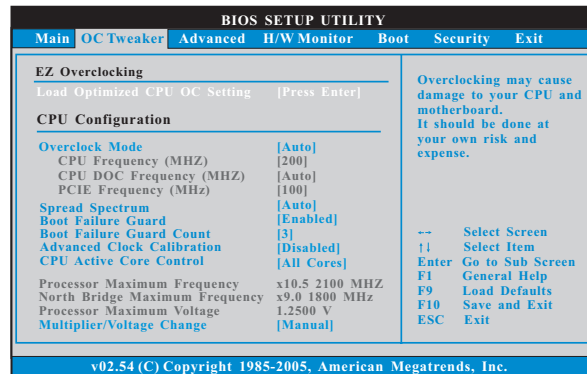 BIOS SETUP UTILITY
Main OC Tweaker Advanced H/W Monitor Boot Security Exit
EZ Overclocking
Load Optimized CPU OC Setting [Press Enter]
CPU Configuration
Overclock Mode [Auto]
CPU Frequency (MHZ) [200]
CPU DOC Frequency (MHZ) [Auto]
PCIE Frequency (MHz) [100]
Spread Spectrum [Auto]
Boot Failure Guard [Enabled]
Boot Failure Guard Count [3]
Advanced Clock Calibration [Disabled]
CPU Active Core Control [All Cores]
Processor Maximum Frequency x10.5 2100 MHZ
North Bridge Maximum Frequency x9.0 1800 MHz
Processor Maximum Voltage 1.2500 V
Multiplier/Voltage Change [Manual]
Overclocking may cause
damage to your CPU and
motherboard.
It should be done at
your own risk and
expense.
←→ Select Screen
↑↓ Select Item
Enter Go to Sub Screen
F1 General Help
F9 Load Defaults
F10 Save and Exit
ESC Exit
v02.54 (C) Copyright 1985-2005, American Megatrends, Inc.